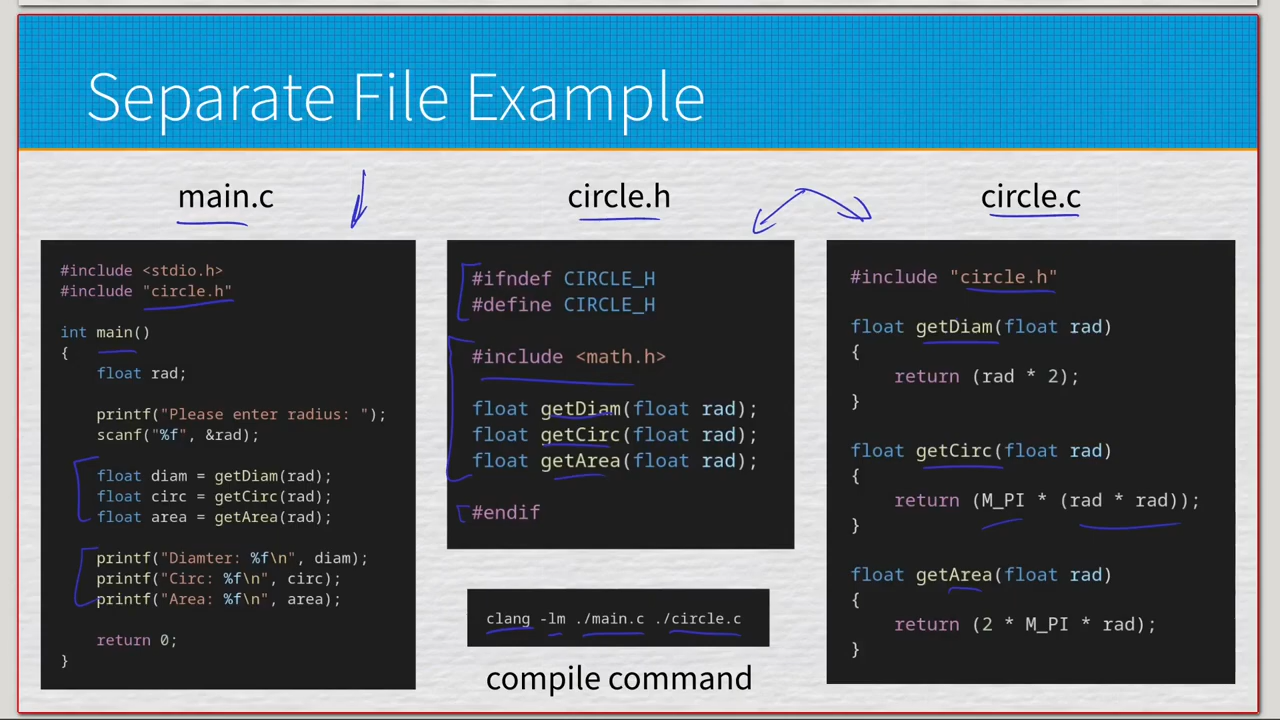 Separate File Example
main.c
#include <stdio.h>
#include "circle.h"
int main()
{
float rad;
printf("Please enter radius: ");
scanf("%f", &rad);
float diam = getDiam(rad);
float circ = getCirc(rad);
float area = getArea(rad);
printf("Diamter: %f\n", diam);
printf("Circ: %f\n", circ);
printf("Area: %f\n", area);
return 0;
}
circle.h
#ifndef CIRCLE_H
#define CIRCLE_H
#include <math.h>
float getDiam(float rad);
float getCirc(float rad);
float getArea(float rad);
#endif
clang -lm ./main.c ./circle.c
compile command
circle.c
#include "circle.h"
float getDiam(float rad)
{
return (rad * 2);
}
float getCirc(float rad)
{
return (M_PI * (rad * rad));
}
float getArea(float rad)
{
return (2 * M_PI * rad);
}